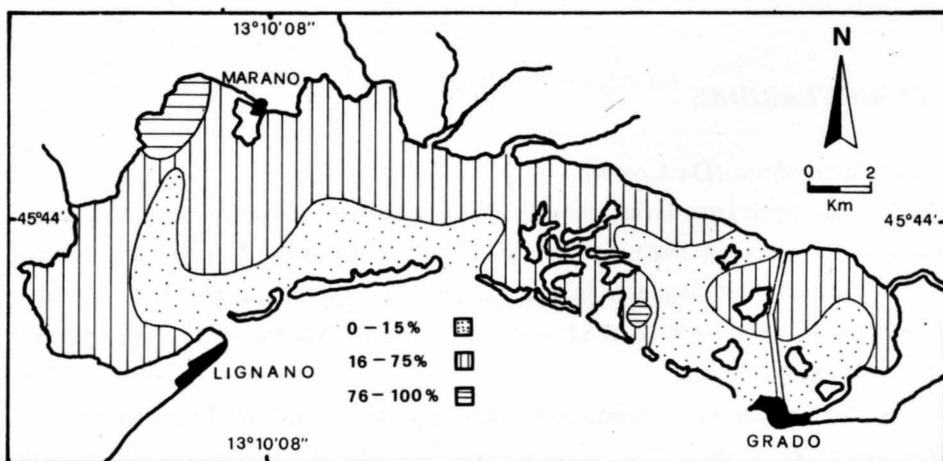 13°10'08"
MARANO
N
0 2
Km
45°44'
45°44'
0-15%
16-75%
76-100%
LIGNANO
13°10'08"
GRADO